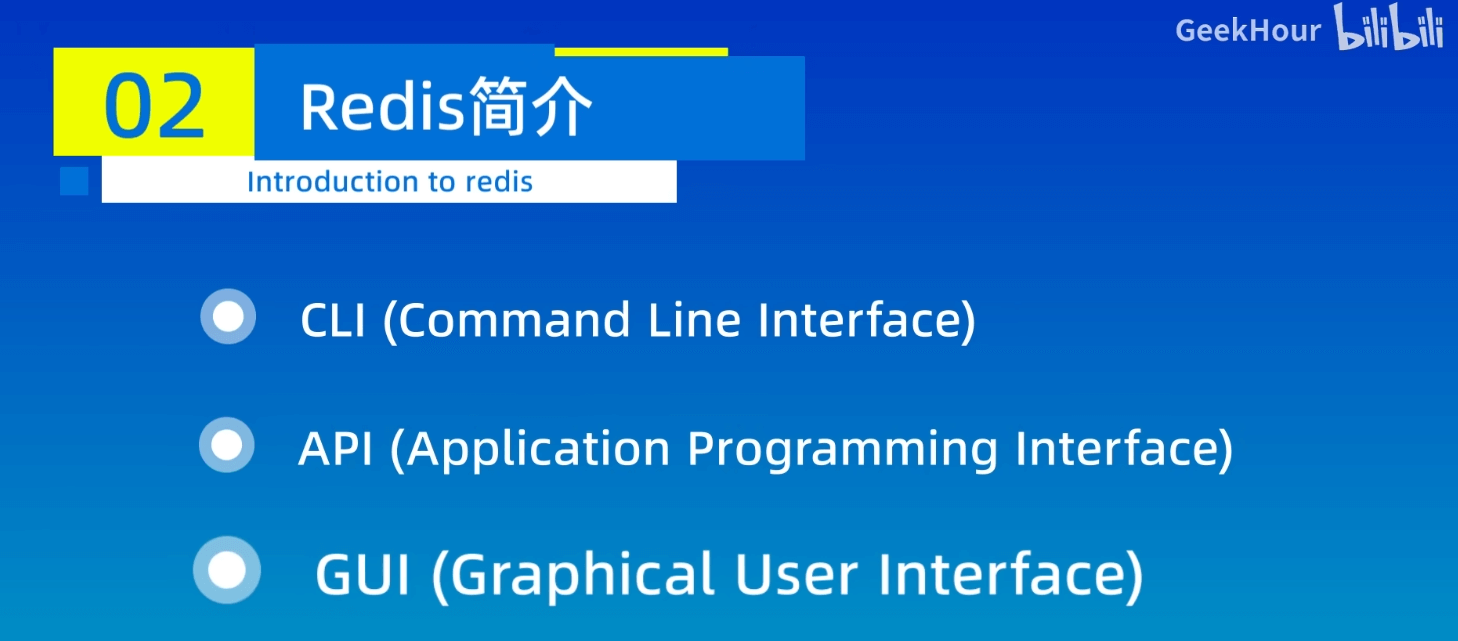 GeekHour bilibili
02
Redis简介
Introduction to redis
CLI (Command Line Interface)
API (Application Programming Interface)
GUI (Graphical User Interface)